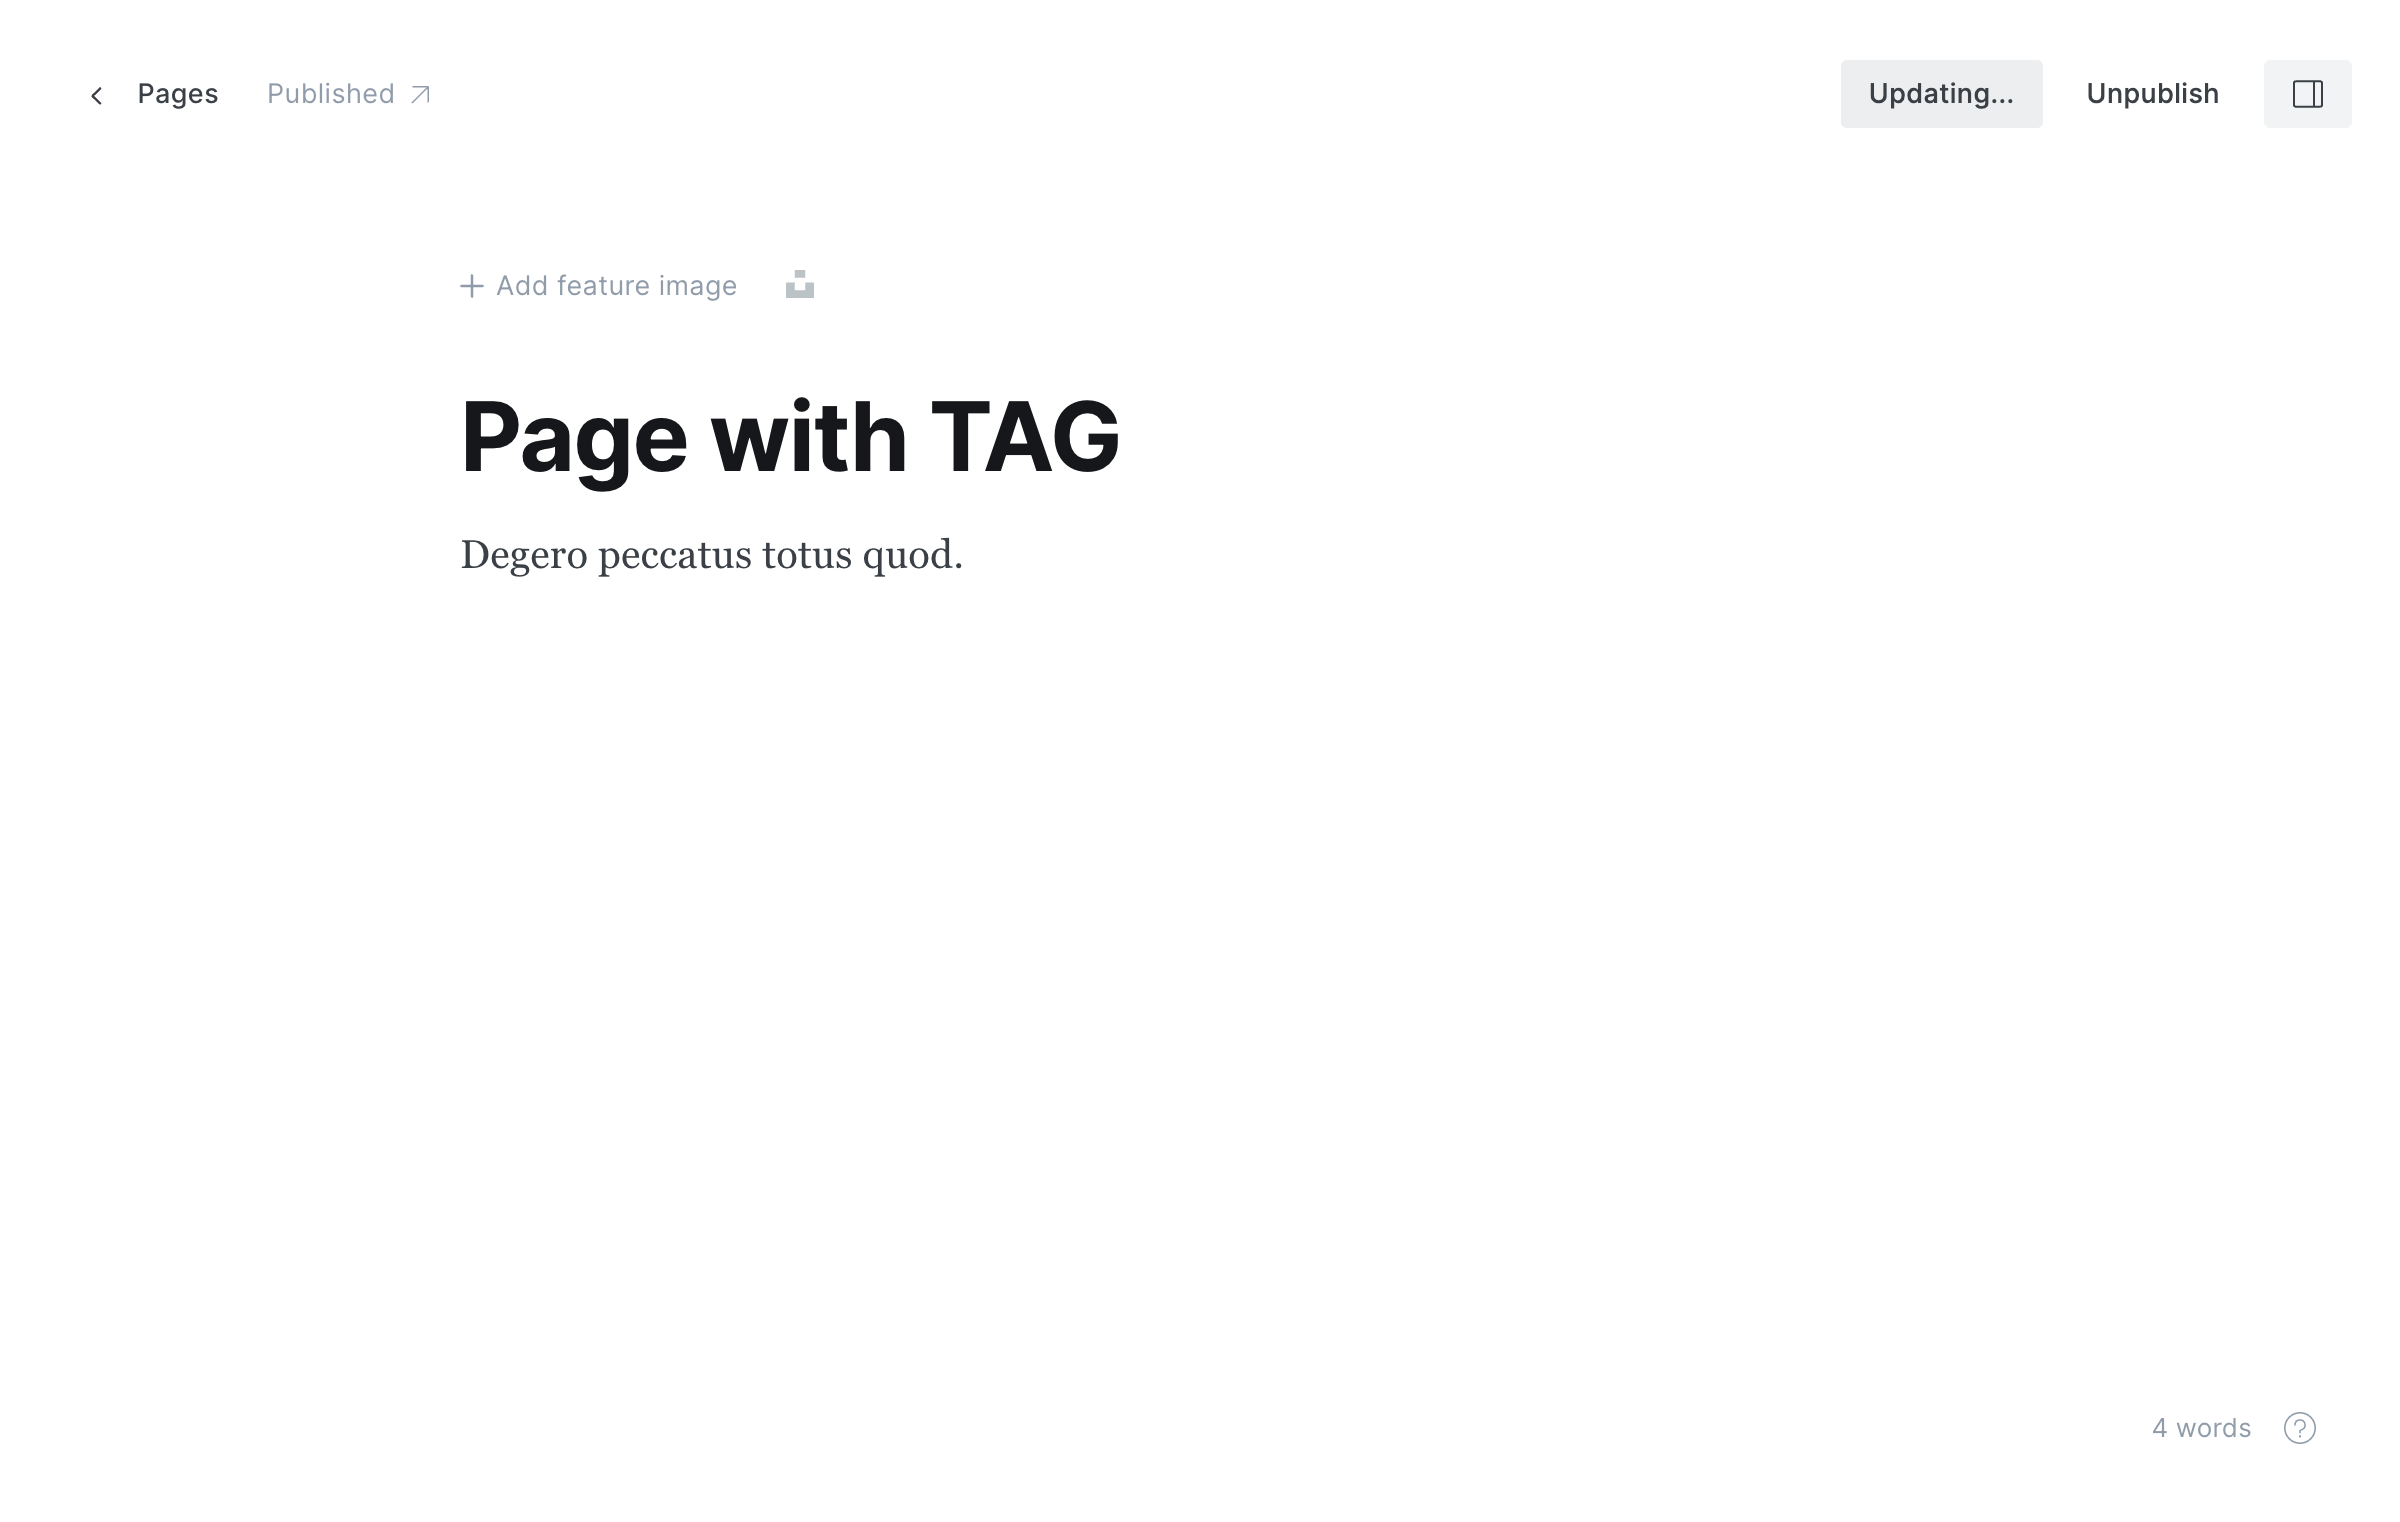 Pages Published Updating... Unpublish
Add feature image
Page with TAG
Degero peccatus totus quod.
4 words ?